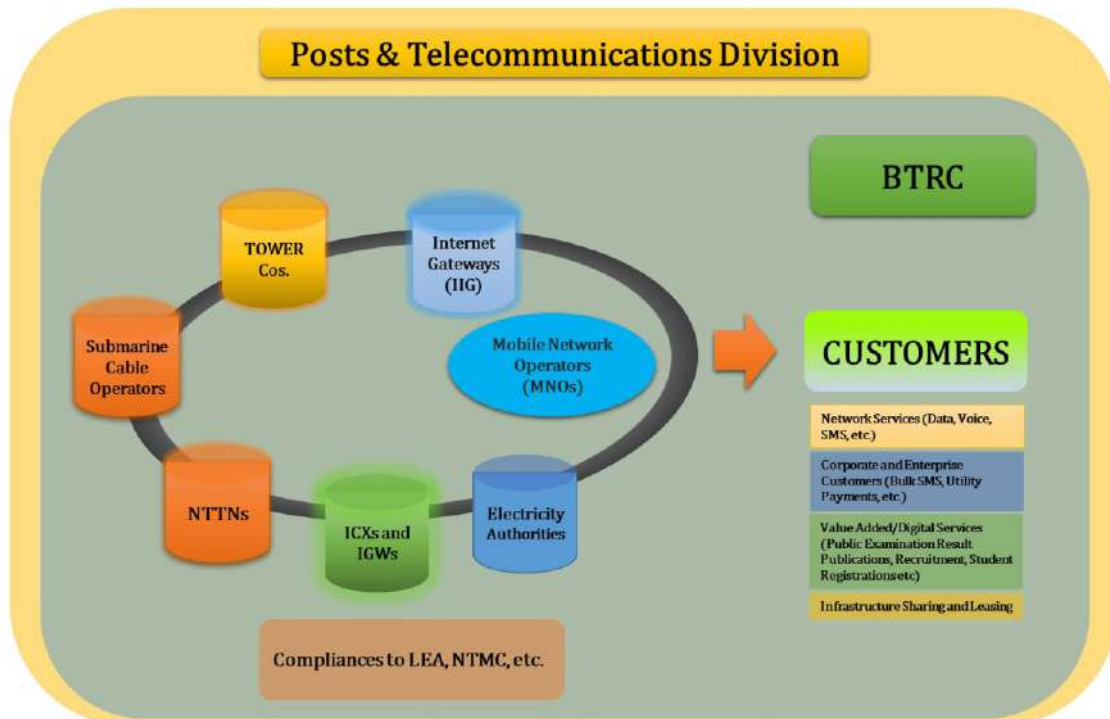 Posts & Telecommunications Division
BTRC
TOWER
Cos.
Internet
Gateways
(IIG)
Submarine
Cable
Operators
Mobile Network
Operators
(MNOs)
CUSTOMERS
NTTNs
ICXs and
IGWs
Electricity
Authorities
Network Services (Data, Voice,
SMS, etc.)
Corporate and Enterprise
Customers (Bulk SMS, Utility
Payments, etc.)
Value Added/Digital Services
(Public Examination Result
Publications, Recruitment, Student
Registrations etc)
Infrastructure Sharing and Leasing
Compliances to LEA, NTMC, etc.